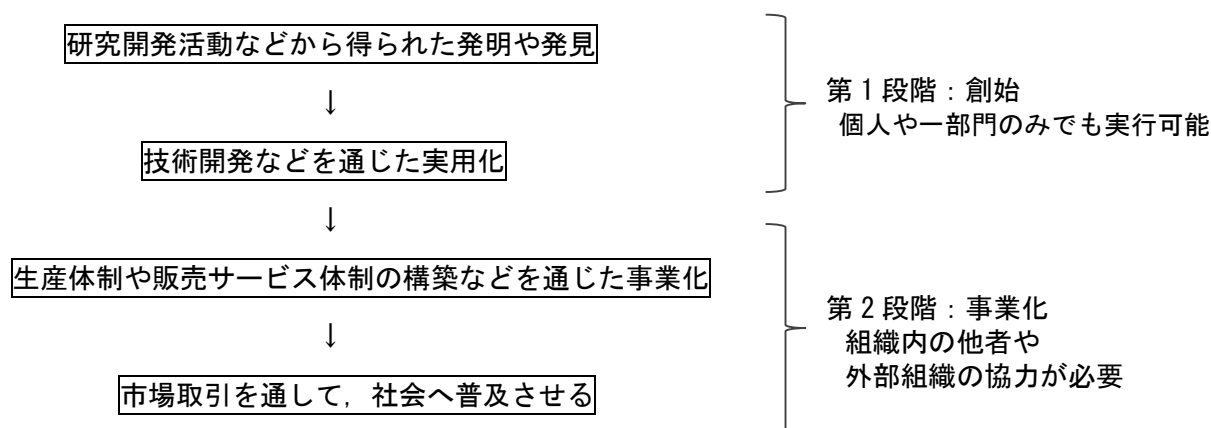 研究開発活動などから得られた発明や発見
↓
技術開発などを通じた実用化
↓
生産体制や販売サービス体制の構築などを通じた事業化
↓
市場取引を通して，社会へ普及させる
第１段階：創始
個人や一部門のみでも実行可能
第２段階：事業化
組織内の他者や
外部組織の協力が必要